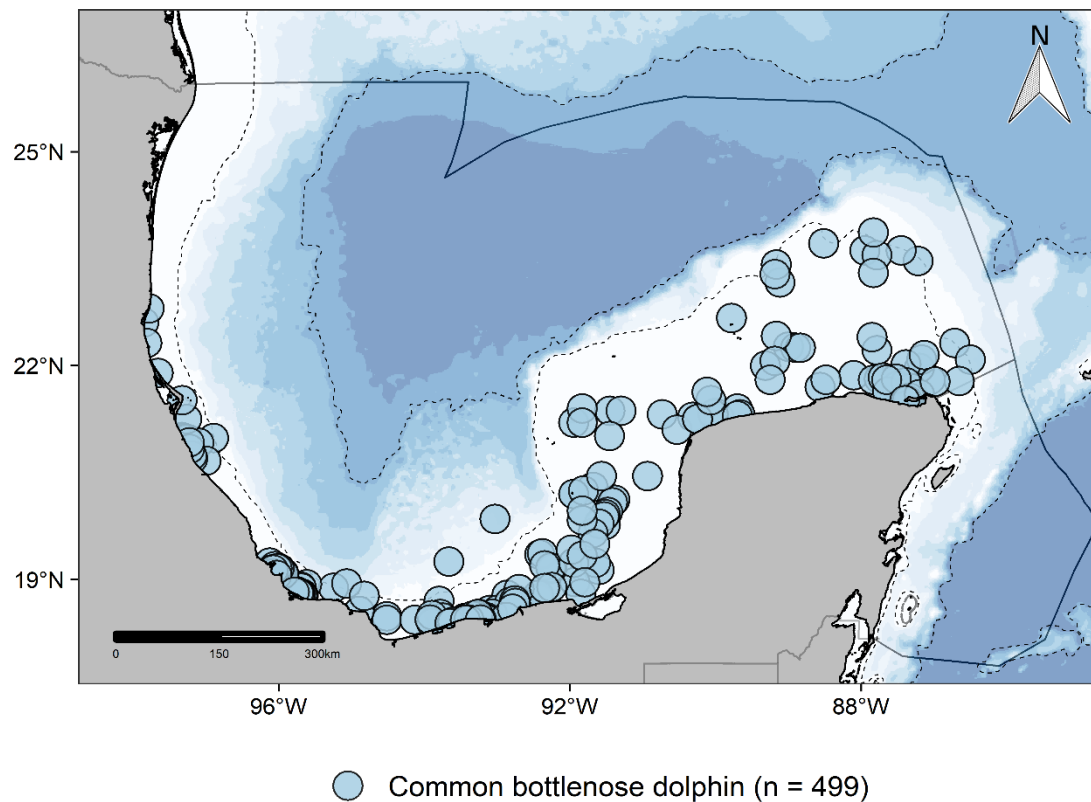 N
25°N
22°N
19°N
0 150 300km
96°W 92°W 88°W
Common bottlenose dolphin (n = 499)